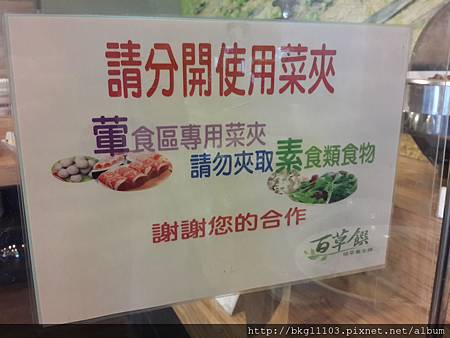 請分開使用菜夾
葷食區專用菜夾
請勿夾取素食類食物
謝謝您的合作
百草饌
http://bkg11103.pixnet.net/album